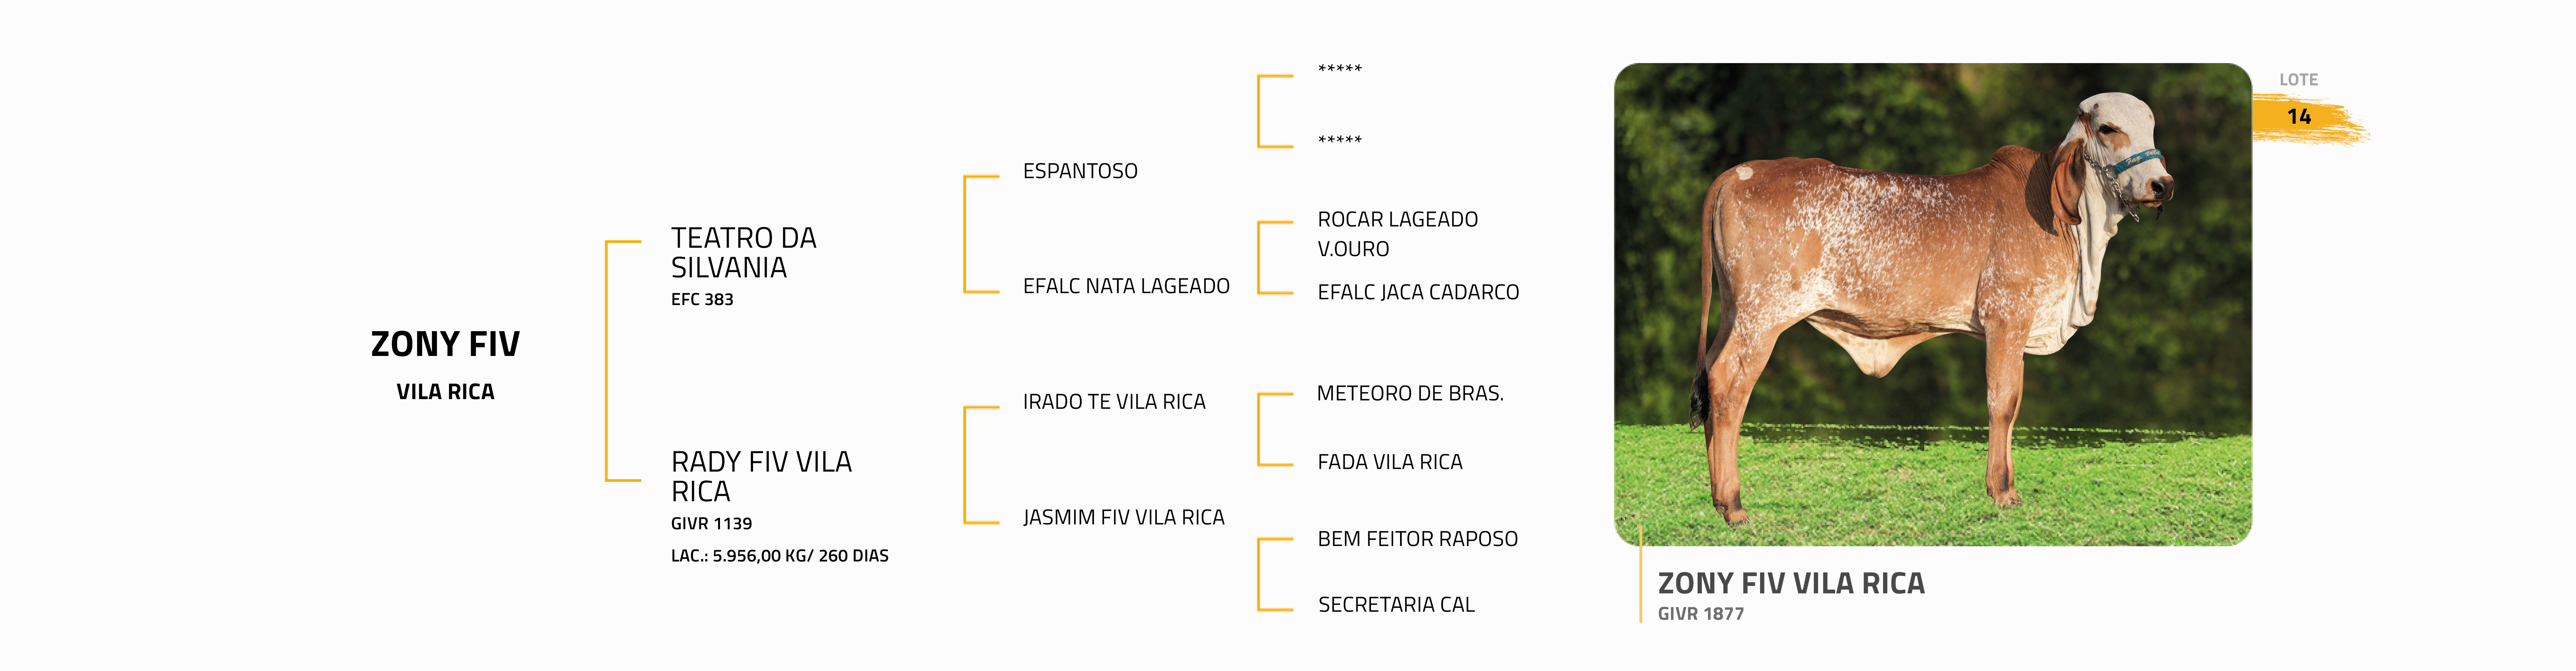 ZONY FIV
VILA RICA
TEATRO DA
SILVANIA
EFC 383
RADY FIV VILA
RICA
GIVR 1139
LAC.: 5.956,00 KG/ 260 DIAS
ESPANTOSO
EFALC NATA LAGEADO
IRADO TE VILA RICA
JASMIM FIV VILA RICA
*****
*****
ROCAR LAGEADO
V.OURO
EFALC JACA CADARCO
METEORO DE BRAS.
FADA VILA RICA
BEM FEITOR RAPOSO
SECRETARIA CAL
LOTE
14
ZONY FIV VILA RICA
GIVR 1877